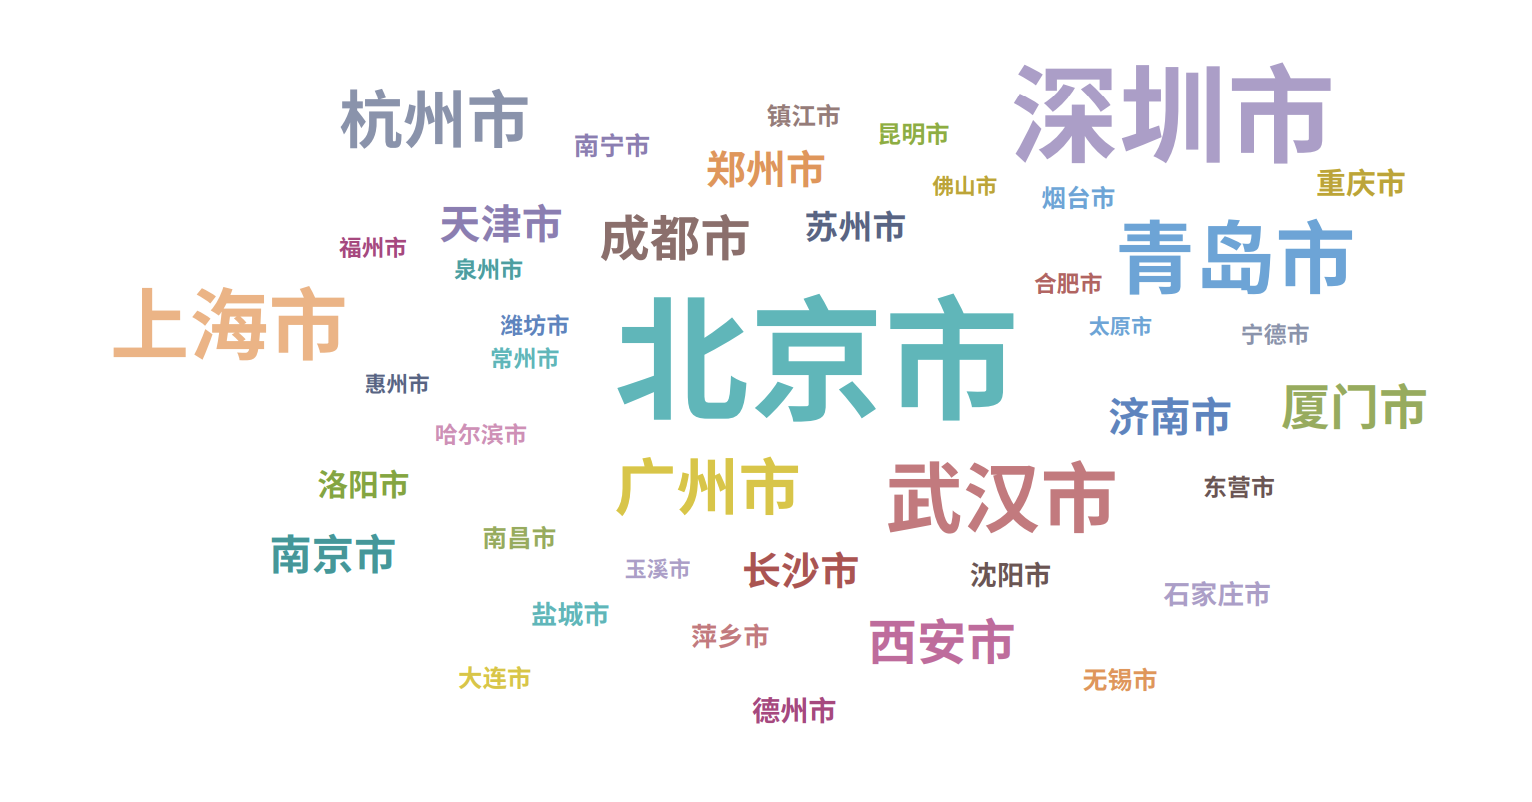 深圳市
杭州市
镇江市
昆明市
南宁市
郑州市
佛山市
重庆市
烟台市
天津市
成都市
苏州市
福州市
青岛市
泉州市
合肥市
上海市
潍坊市
北京市
太原市
宁德市
常州市
惠州市
济南市
厦门市
哈尔滨市
洛阳市
广州市
武汉市
东营市
南京市
南昌市
玉溪市
长沙市
沈阳市
石家庄市
盐城市
萍乡市
西安市
大连市
无锡市
德州市